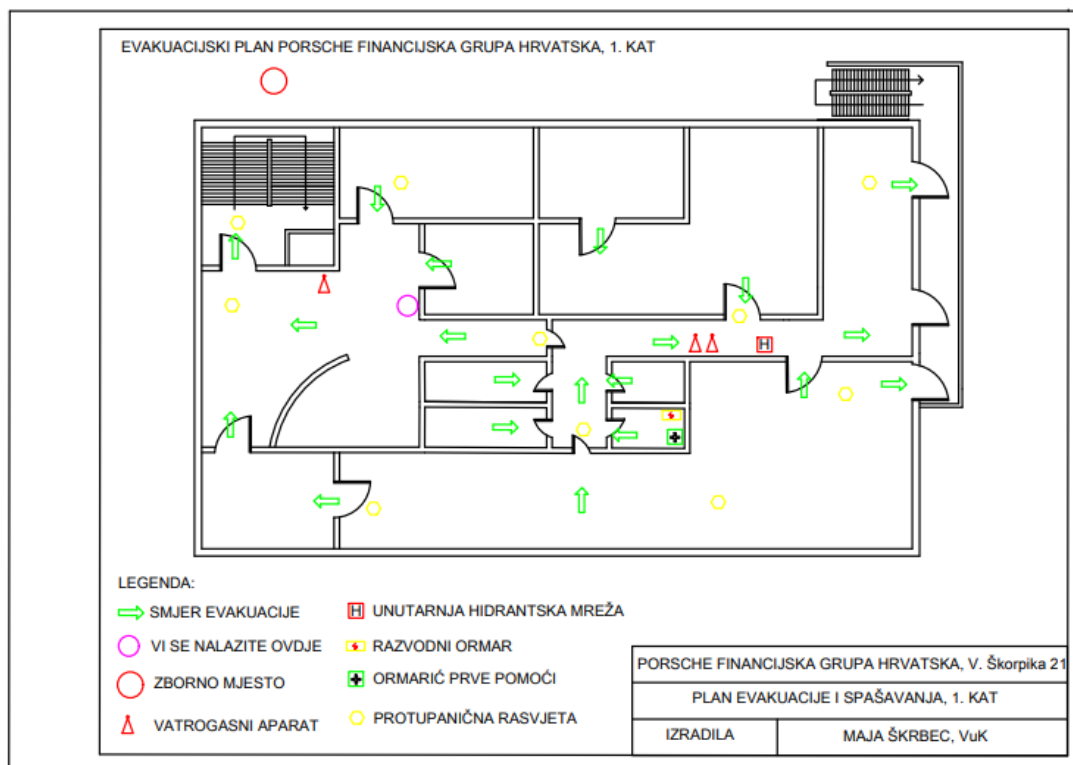 EVAKUACIJSKI PLAN PORSCHE FINANCIJSKA GRUPA HRVATSKA, 1. KAT
H
LEGENDA:
SMJER EVAKUACIJE
H UNUTARNJA HIDRANTSKA MREŽA
VI SE NALAZITE OVDJE
RAZVODNI ORMAR
ZBORNO MJESTO
ORMARIĆ PRVE POMOĆI
VATROGASNI APARAT
PROTUPANIČNA RASVJETA
PORSCHE FINANCIJSKA GRUPA HRVATSKA, V. Škorpika 21
PLAN EVAKUACIJE I SPAŠAVANJA, 1. KAT
IZRADILA
MAJA ŠKRBEC, VuK